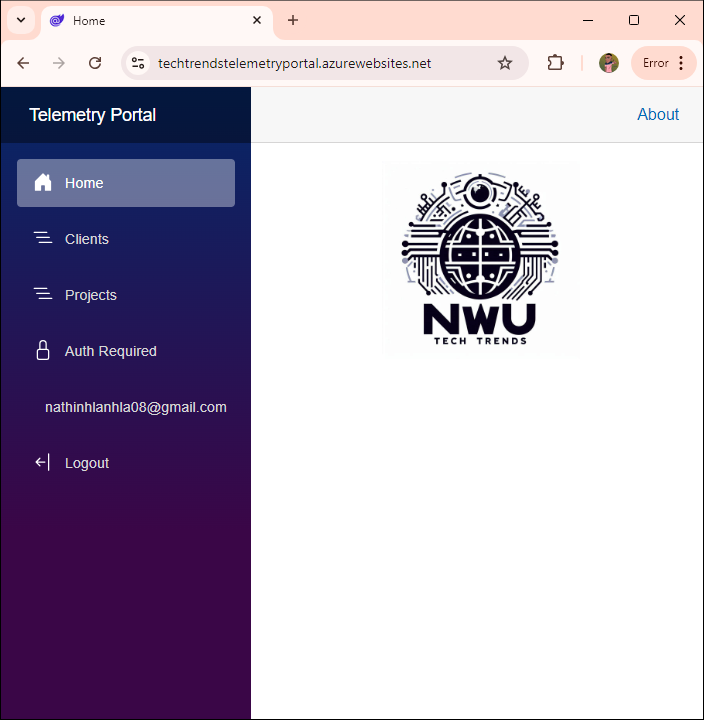 Home
techtrendstelemetryportal.azurewebsites.net
Error
Telemetry Portal
About
Home
Clients
Projects
Auth Required
nathinhlanhla08@gmail.com
Logout
NWU
TECH TRENDS